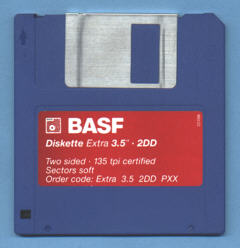 BASF
Diskette Extra 3.5" · 2DD
Two sided · 135 tpi certified
Sectors soft
Order code: Extra 3.5 2DD PXX